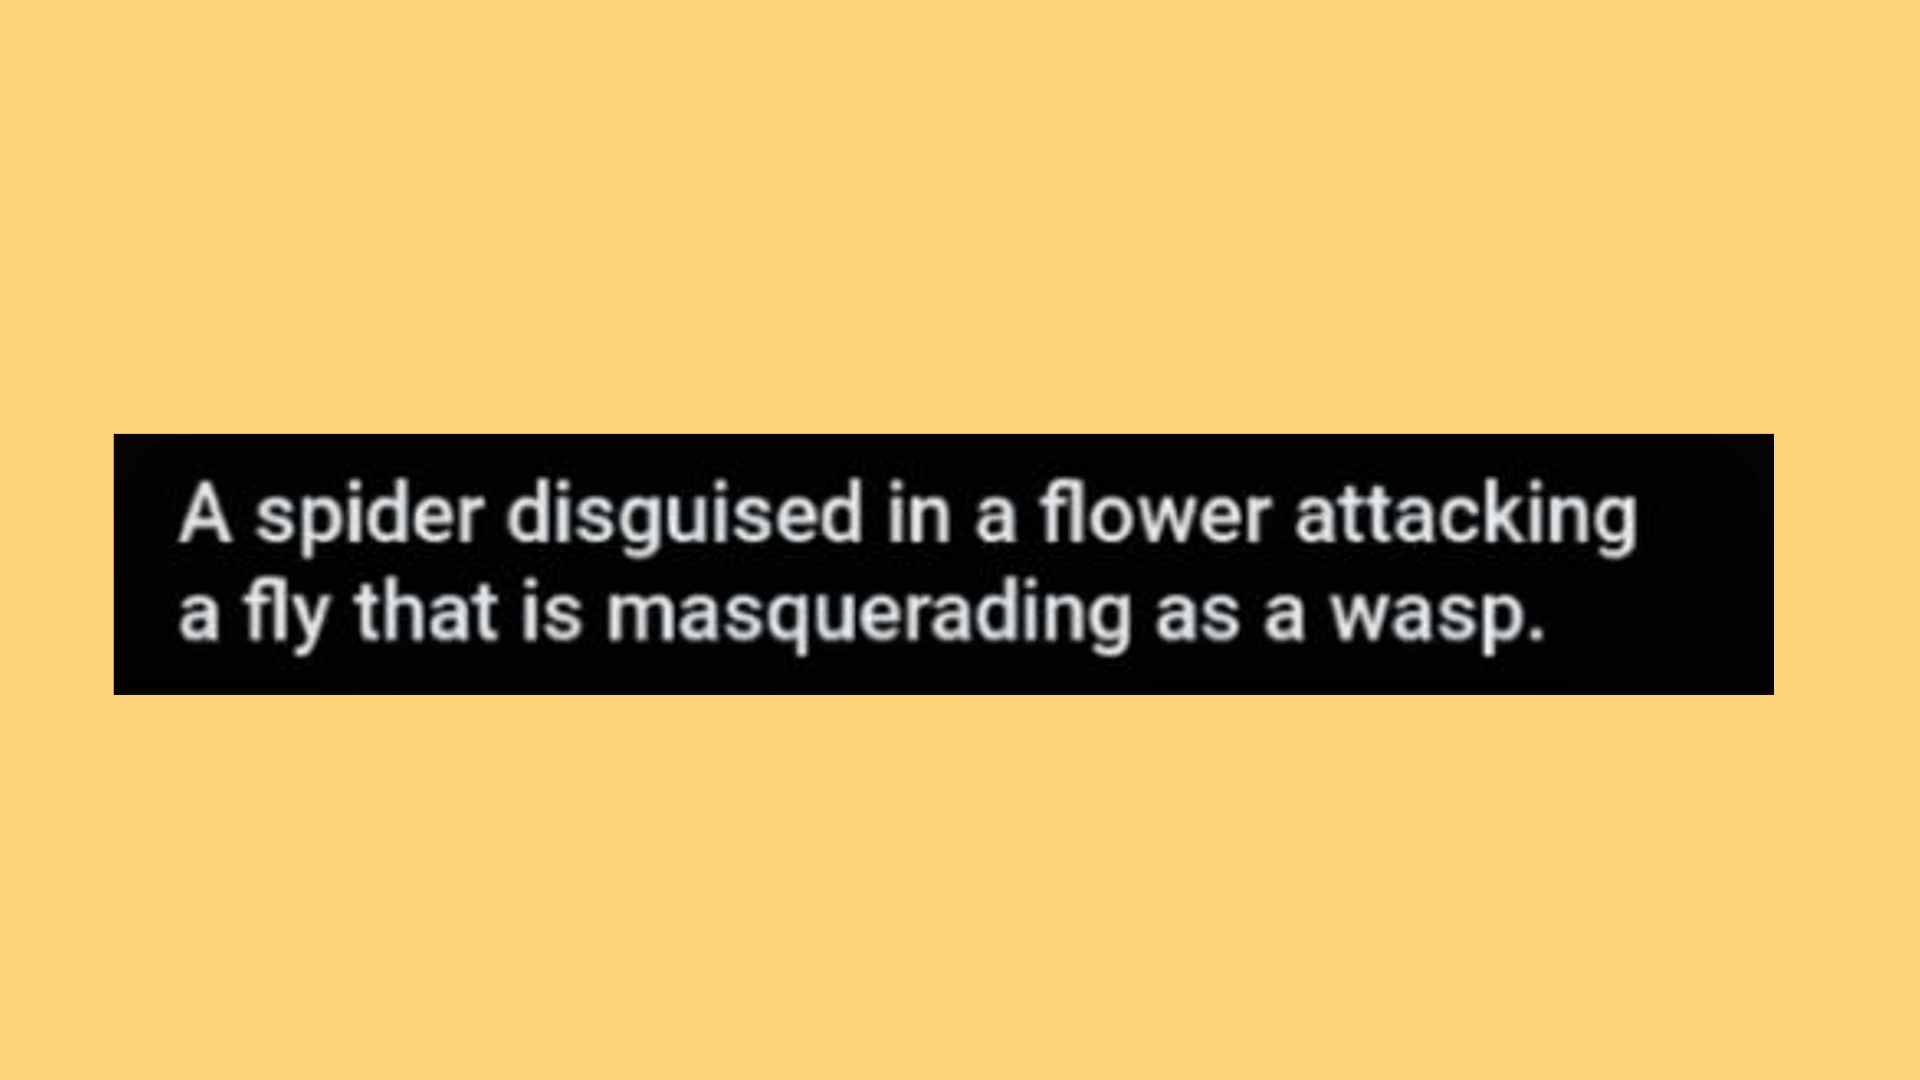 A spider disguised in a flower attacking
a fly that is masquerading as a wasp.